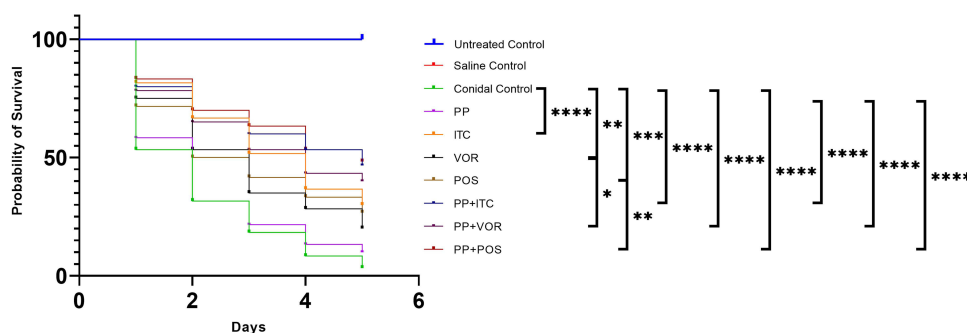 100
50
0
0
2
4
6
Probability of Survival
Days
Untreated Control
Saline Control
Conidal Control
PP
ITC
VOR
POS
PP+ITC
PP+VOR
PP+POS
****
**
*
**
***
****
****
****
****
****
****